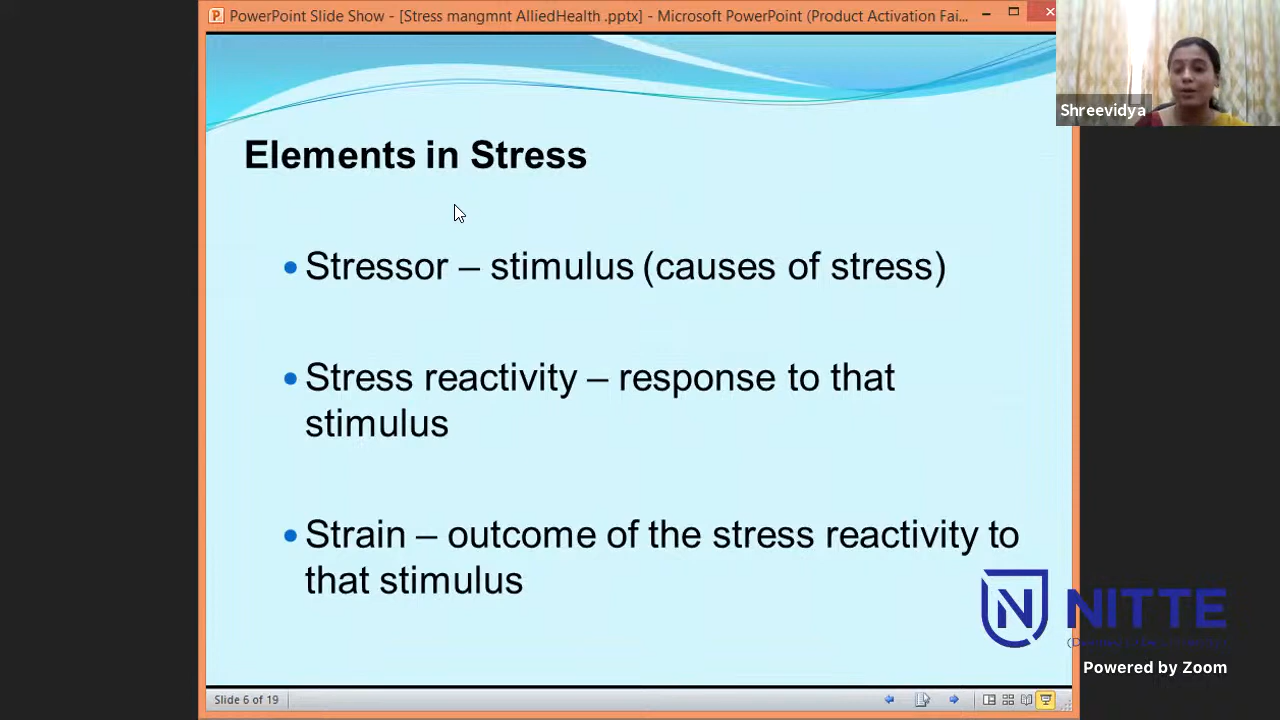 PowerPoint Slide Show - [Stress mangmnt AlliedHealth .pptx] - Microsoft PowerPoint (Product Activation Fai...
Shreevidya
Elements in Stress
• Stressor – stimulus (causes of stress)
• Stress reactivity – response to that
stimulus
• Strain – outcome of the stress reactivity to
that stimulus
N NITTE
Powered by Zoom
Slide 6 of 19